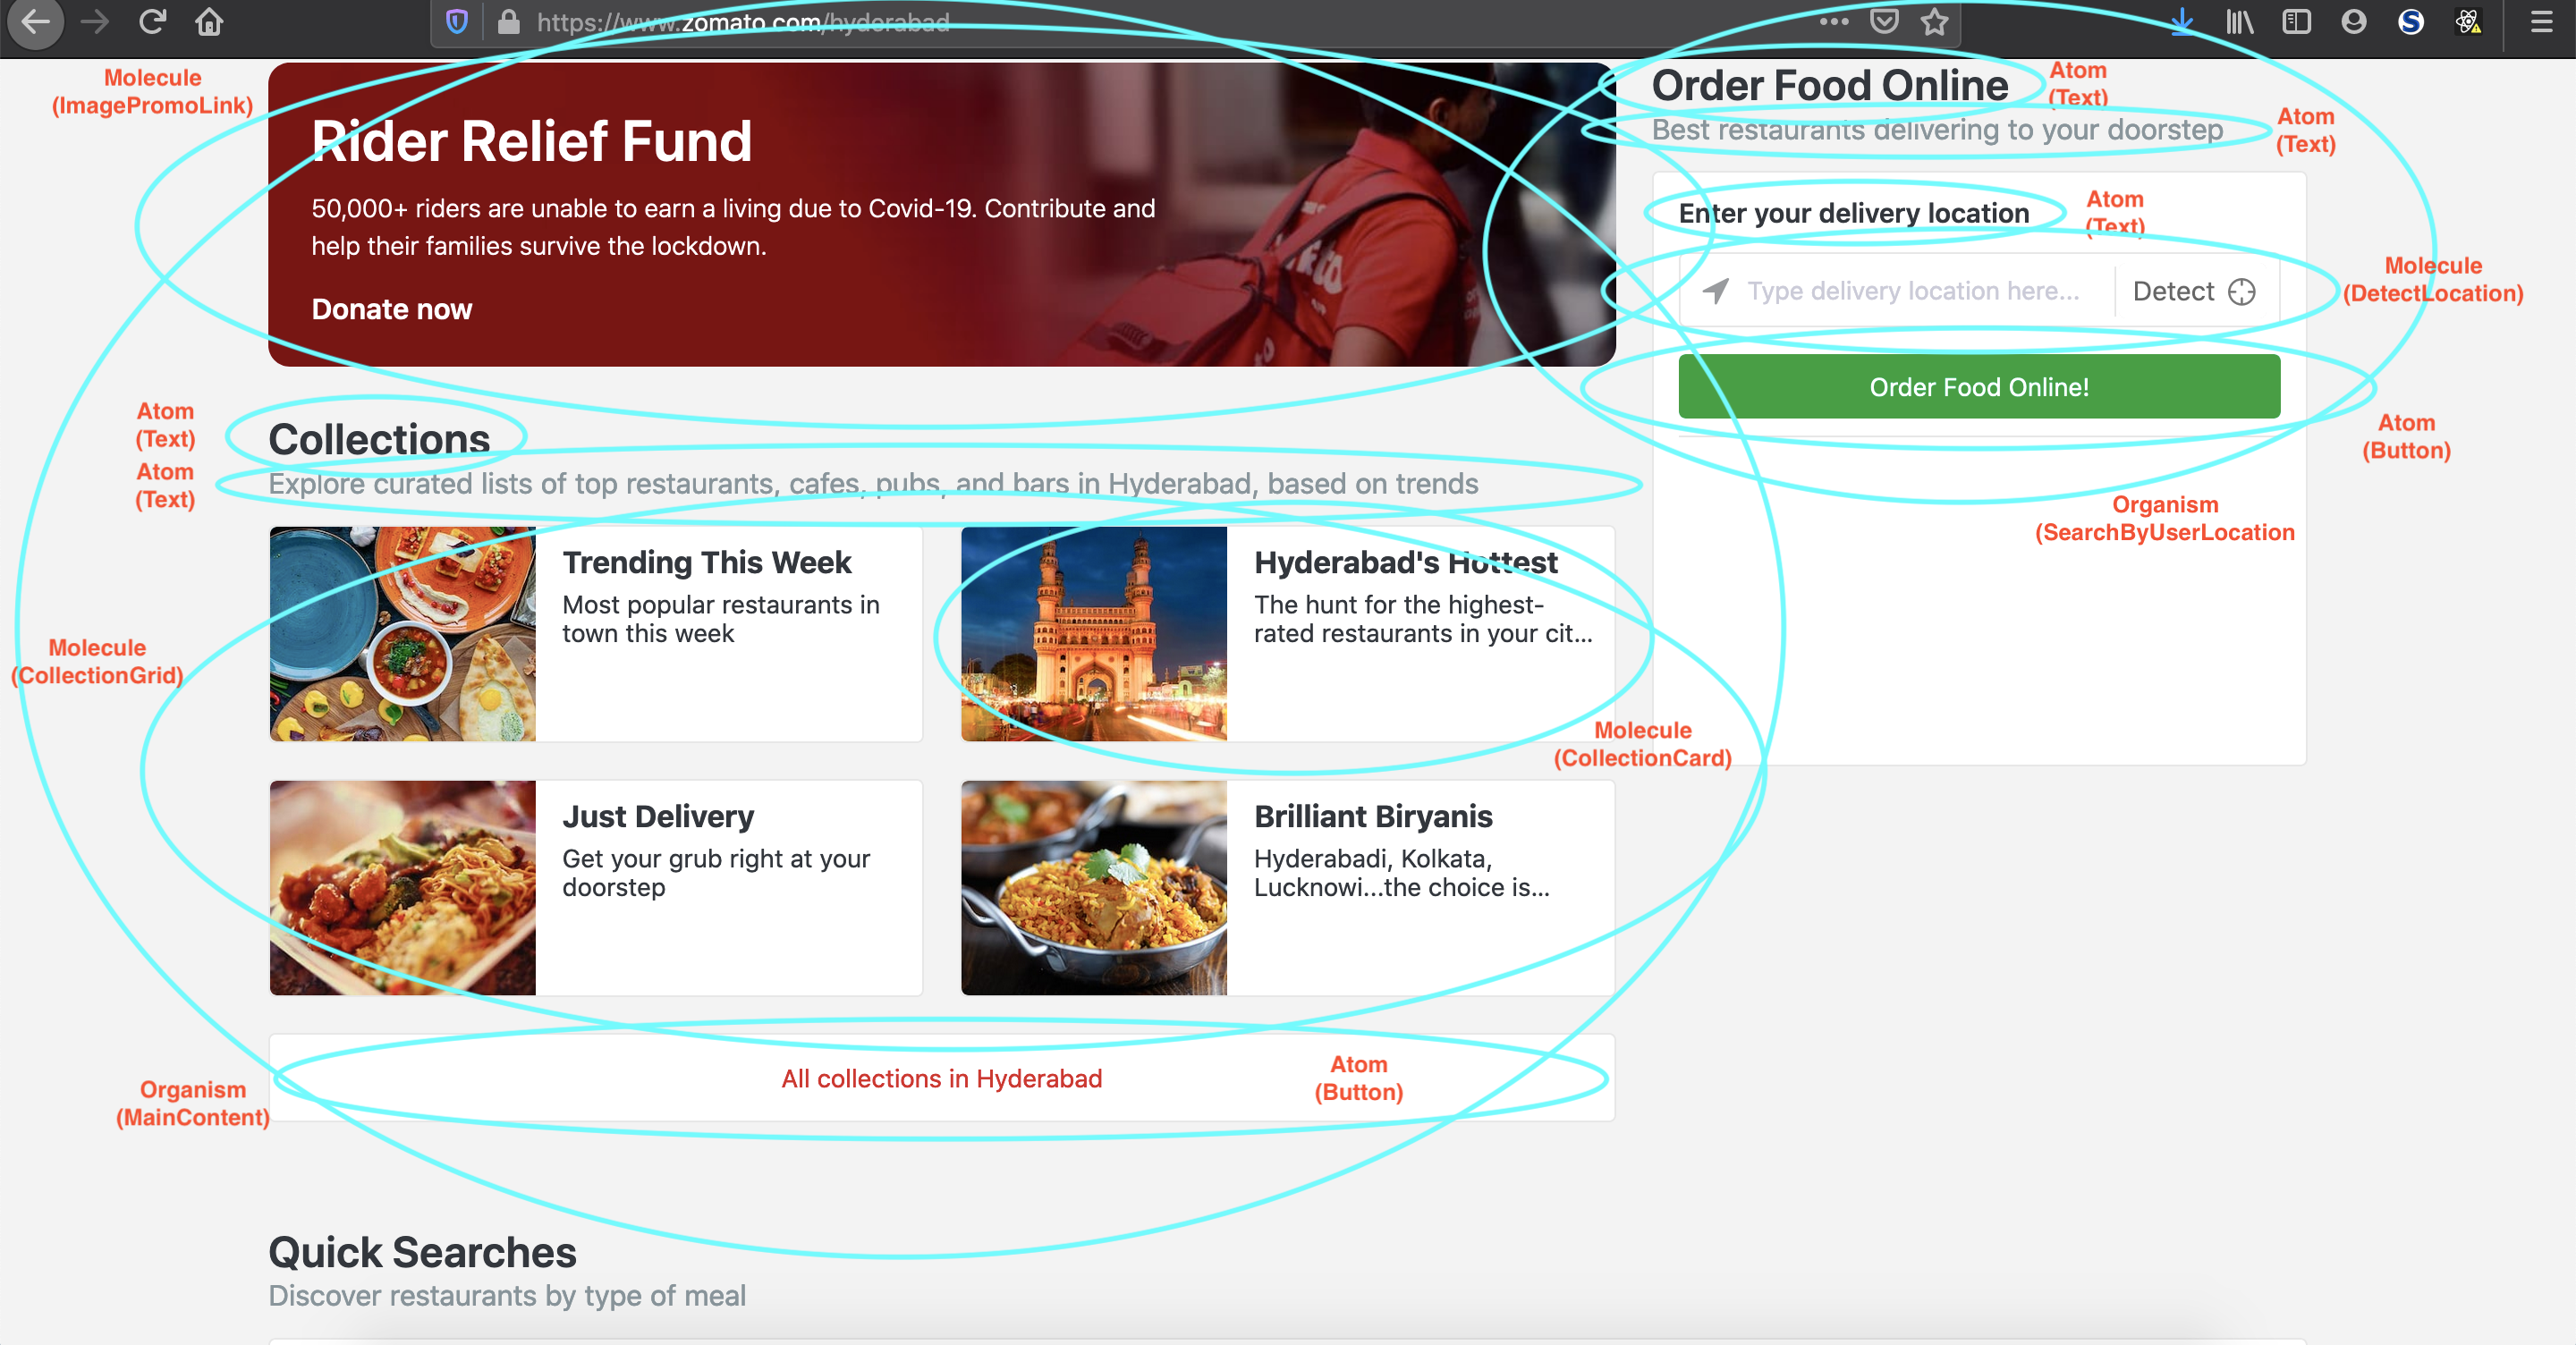 https://www.zomato.com/hyderabad
Molecule
(ImagePromoLink)
Rider Relief Fund
50,000+ riders are unable to earn a living due to Covid-19. Contribute and
help their families survive the lockdown.
Donate now
Order Food Online
Atom
(Text)
Best restaurants delivering to your doorstep
Atom
(Text)
Enter your delivery location
Atom
(Text)
Type delivery location here...
Detect
Molecule
(DetectLocation)
Order Food Online!
Atom
(Button)
Organism
(SearchByUserLocation
Atom
(Text)
Collections
Atom
(Text)
Explore curated lists of top restaurants, cafes, pubs, and bars in Hyderabad, based on trends
Trending This Week
Most popular restaurants in
town this week
Hyderabad's Hottest
The hunt for the highest-
rated restaurants in your cit...
Molecule
(CollectionGrid)
Molecule
(CollectionCard)
Just Delivery
Get your grub right at your
doorstep
Brilliant Biryanis
Hyderabadi, Kolkata,
Lucknowi...the choice is...
All collections in Hyderabad
Atom
(Button)
Organism
(MainContent)
Quick Searches
Discover restaurants by type of meal